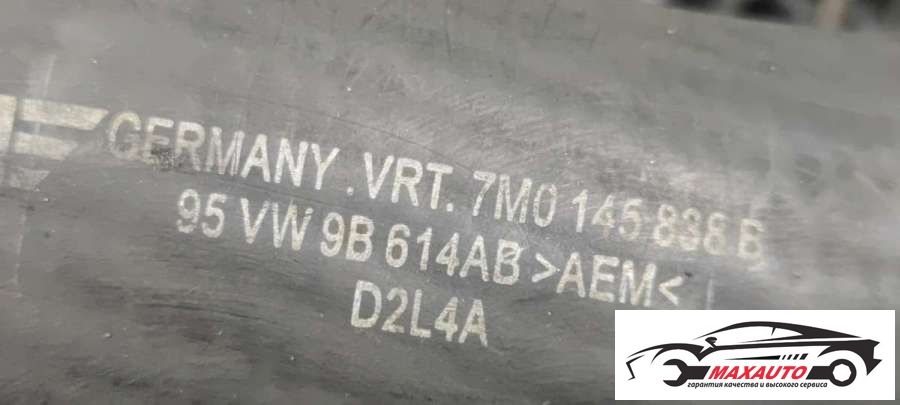 GERMANY .VRT. 7M0 145 838 B
95 VW 9B 614AB >AEM<
D2L4A
MAXAUTO
гарантия качества и высокого сервиса